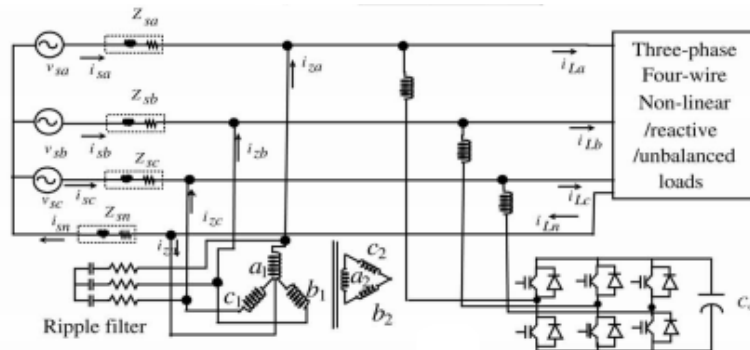 Z_sa
v_sa
i_sa
i_za
i_La
Three-phase
Four-wire
Non-linear
/reactive
/unbalanced
loads
Z_sb
v_sb
i_sb
i_zb
i_Lb
Z_sc
v_sc
i_sc
i_zc
i_Lc
i_sn
Z_sn
i_Ln
a_1
c_1
b_1
c_2
a_2
b_2
Ripple filter